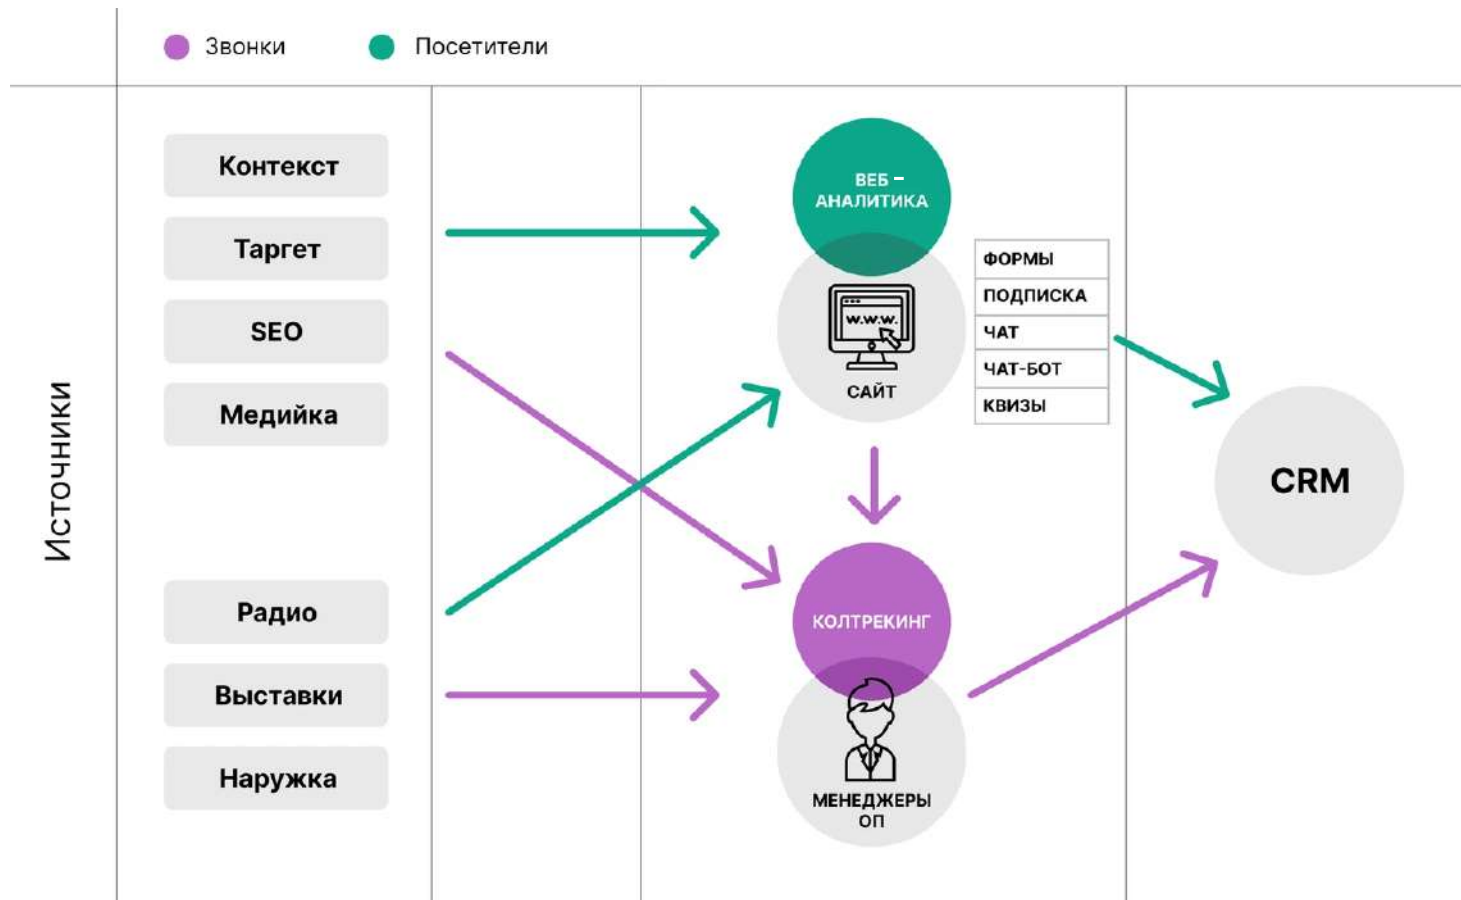 Звонки
Посетители
Источники
Контекст
Таргет
SEO
Медийка
Радио
Выставки
Наружка
ВЕБ –
АНАЛИТИКА
W.W.W.
САЙТ
ФОРМЫ
ПОДПИСКА
ЧАТ
ЧАТ-БОТ
КВИЗЫ
КОЛТРЕКИНГ
МЕНЕДЖЕРЫ
ОП
CRM